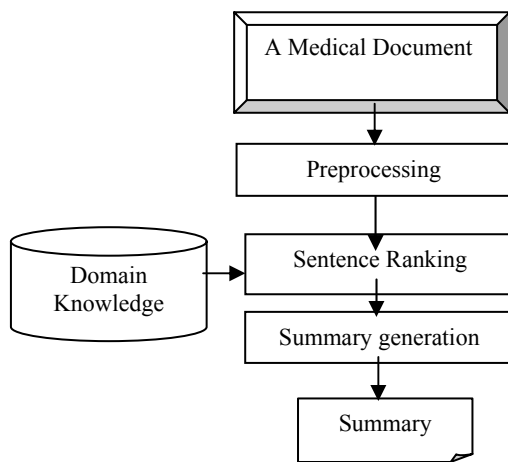 A Medical Document
Preprocessing
Domain
Knowledge
Sentence Ranking
Summary generation
Summary